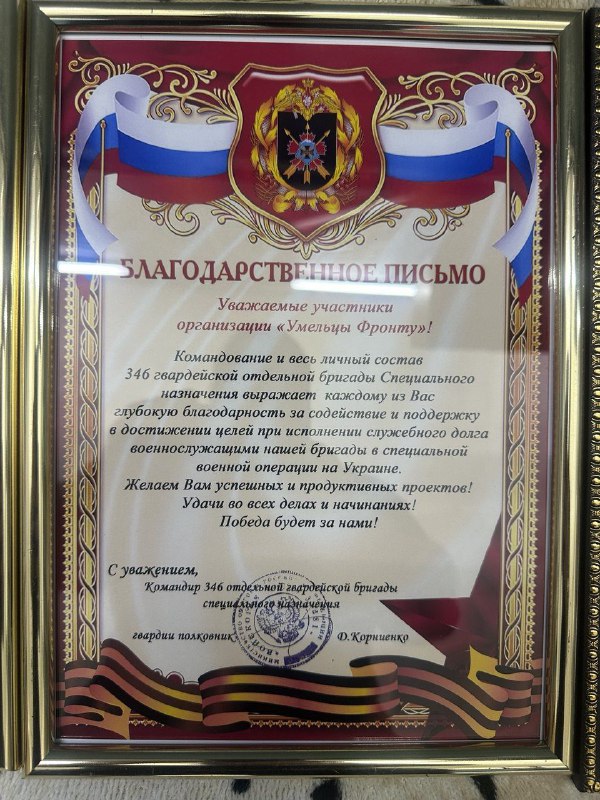 БЛАГОДАРСТВЕННОЕ ПИСЬМО
Уважаемые участники
организации «Умельцы Фронту»!
Командование и весь личный состав
346 гвардейской отдельной бригады Специального
назначения выражает каждому из Вас
глубокую благодарность за содействие и поддержку
в достижении целей при исполнении служебного долга
военнослужащими нашей бригады в специальной
военной операции на Украине.
Желаем Вам успешных и продуктивных проектов!
Удачи во всех делах и начинаниях!
Победа будет за нами!
С уважением,
Командир 346 отдельной гвардейской бригады
специального назначения
гвардии полковник Д.Корниенко